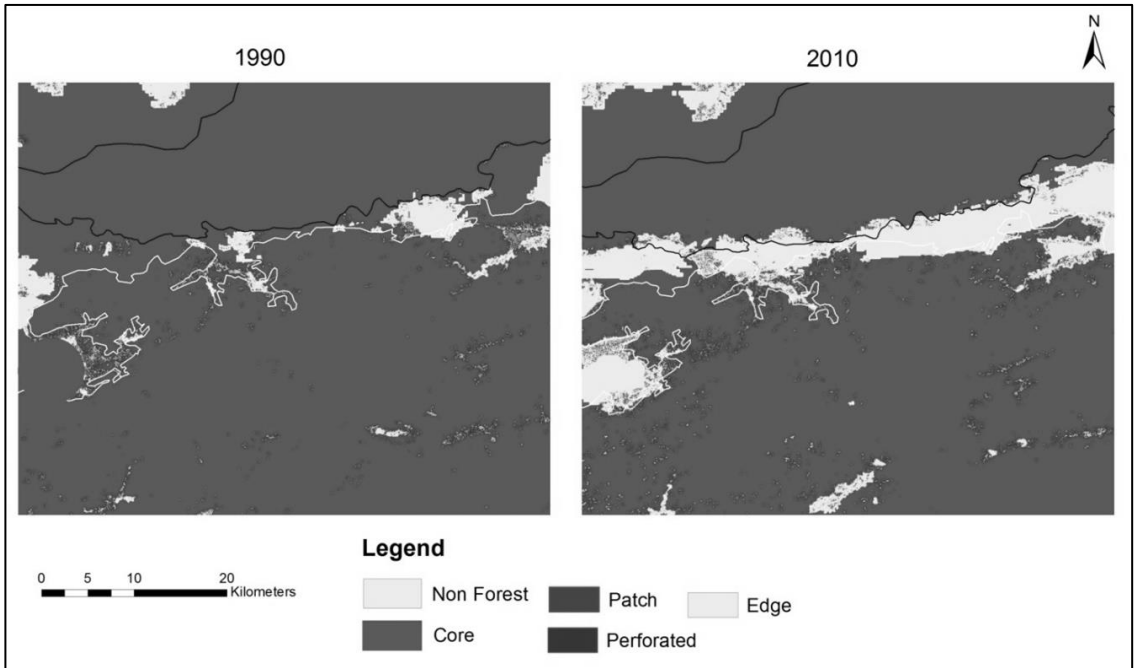 N
1990
2010
Legend
0 5 10 20
Kilometers
Non Forest
Patch
Edge
Core
Perforated